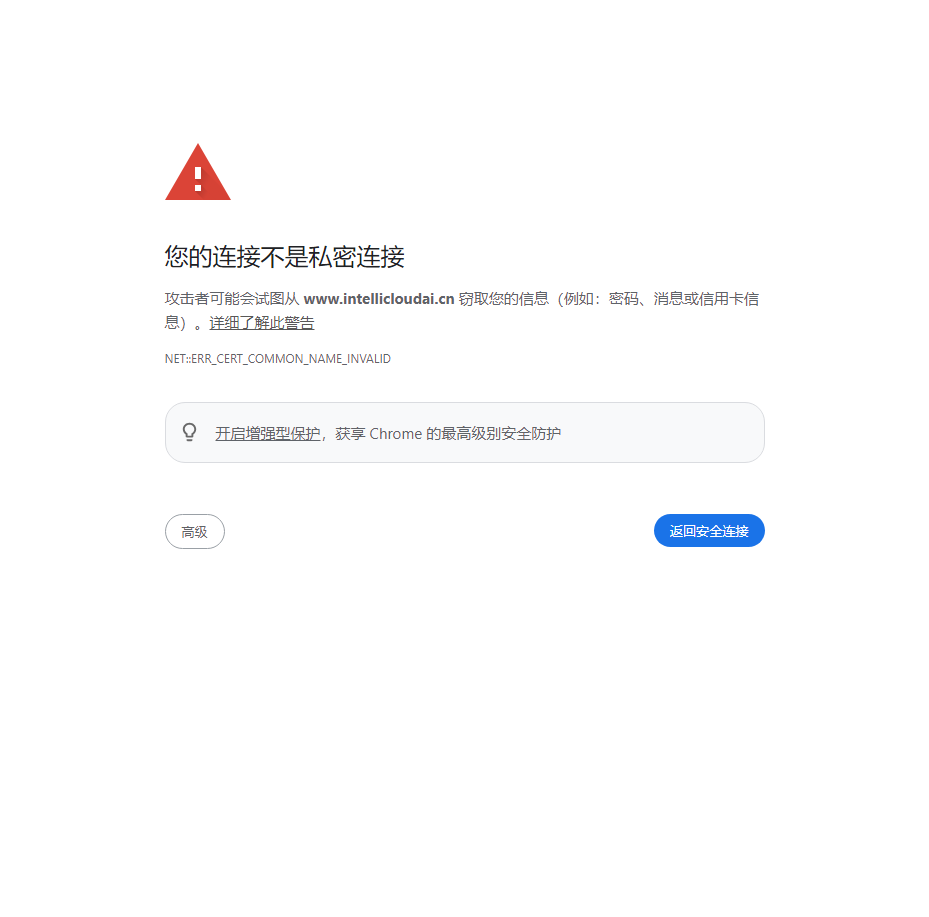 您的连接不是私密连接
攻击者可能会试图从 www.intellicloudai.cn 窃取您的信息（例如：密码、消息或信用卡信
息）。详细了解此警告
NET::ERR_CERT_COMMON_NAME_INVALID
开启增强型保护，获享 Chrome 的最高级别安全防护
高级
返回安全连接